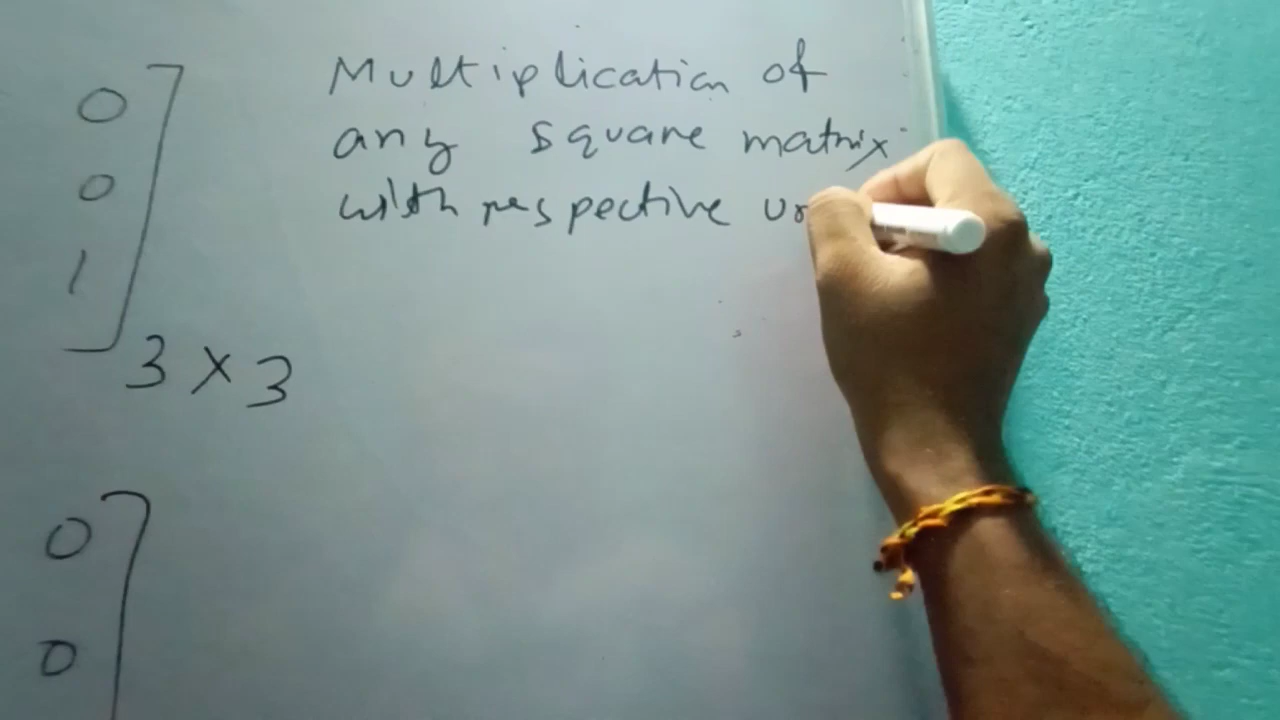 0
0
1
3 × 3
0
0
Multiplication of
any square matrix
with respective